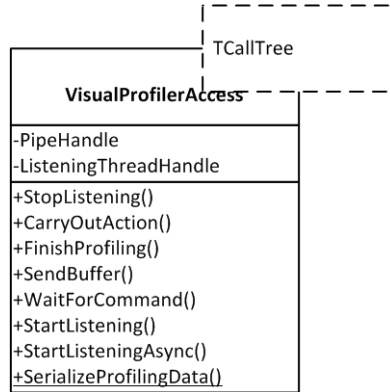 TCallTree
VisualProfilerAccess
-PipeHandle
-ListeningThreadHandle
+StopListening()
+CarryOutAction()
+FinishProfiling()
+SendBuffer()
+WaitForCommand()
+StartListening()
+StartListeningAsync()
+SerializeProfilingData()